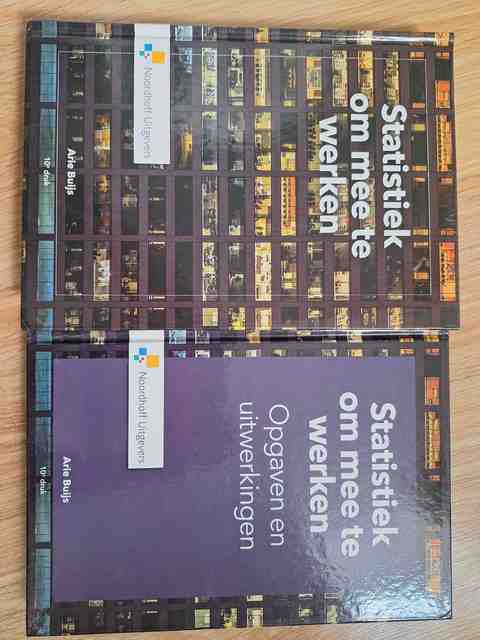 Statistiek
om mee te
werken
Arie Buijs
10e druk
Noordhoff Uitgevers
Statistiek
om mee te
werken
Opgaven en
uitwerkingen
Arie Buijs
10e druk
Noordhoff Uitgevers